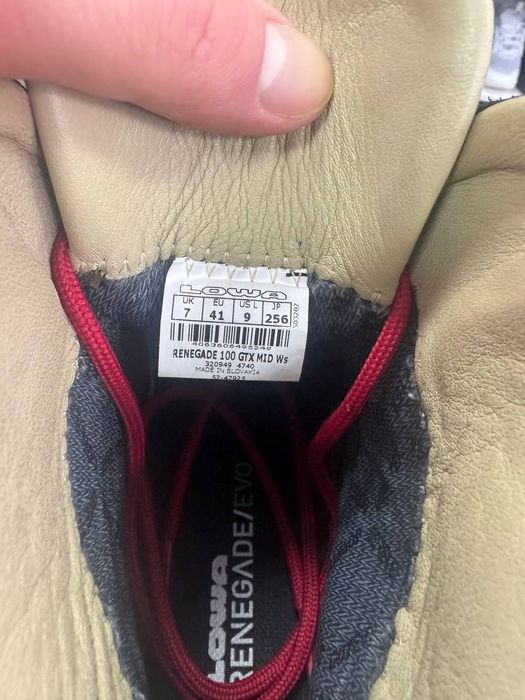 LOWA
UK EU US L JP
7 41 9 256
4063606495249
RENEGADE 100 GTX MID Ws
320949 4740
MADE IN SLOVAKIA
LOWA
RENEGADE/EVO